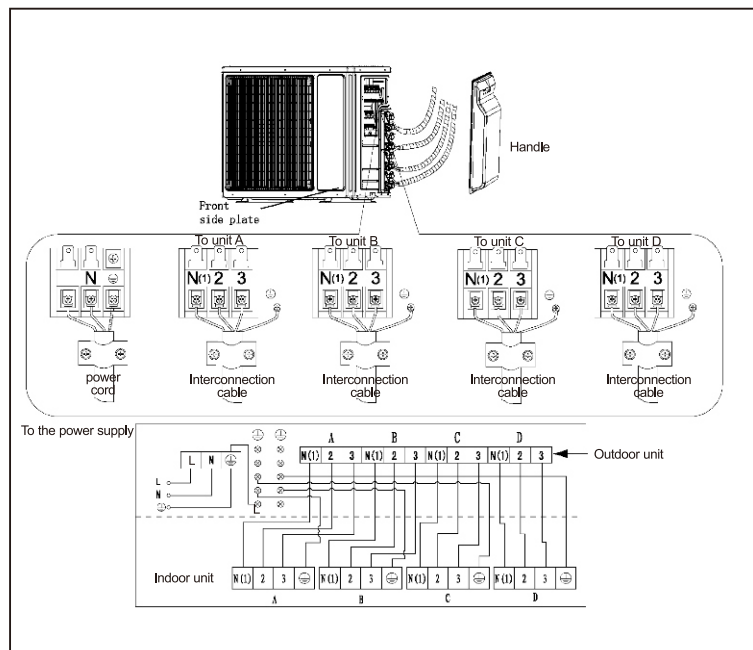 Handle
Front
side plate
To unit A To unit B To unit C To unit D
N N(1) 2 3 N(1) 2 3 N(1) 2 3 N(1) 2 3
power
cord
Interconnection
cable
Interconnection
cable
Interconnection
cable
Interconnection
cable
To the power supply
A B C D
N(1) 2 3 N(1) 2 3 N(1) 2 3 N(1) 2 3
Outdoor unit
L N
L
N
L
Indoor unit
N(1) 2 3 N(1) 2 3 N(1) 2 3 N(1) 2 3
A B C D